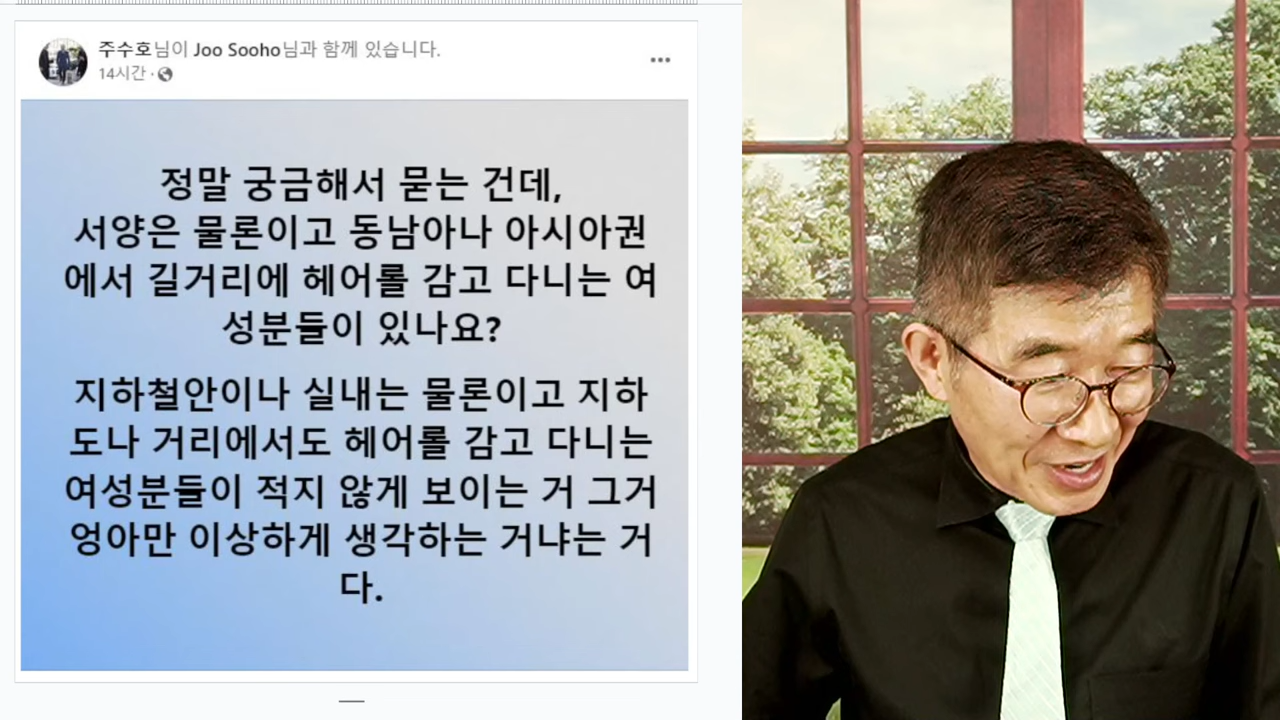 주수호님이 Joo Sooho님과 함께 있습니다.
14시간 ·
정말 궁금해서 묻는 건데,
서양은 물론이고 동남아나 아시아권
에서 길거리에 헤어롤 감고 다니는 여
성분들이 있나요?
지하철안이나 실내는 물론이고 지하
도나 거리에서도 헤어롤 감고 다니는
여성분들이 적지 않게 보이는 거 그거
엉아만 이상하게 생각하는 거냐는 거
다.